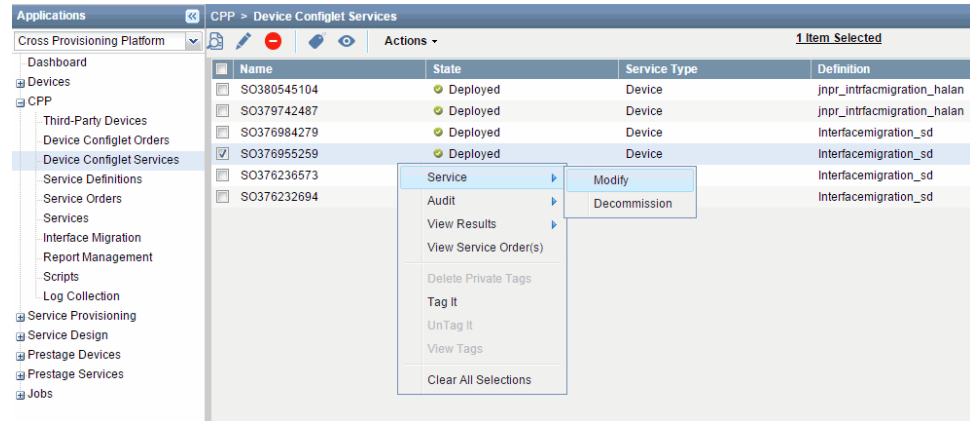 Applications
CPP > Device Configlet Services
Cross Provisioning Platform
Actions
1 Item Selected
Dashboard
Devices
CPP
Third-Party Devices
Device Configlet Orders
Device Configlet Services
Service Definitions
Service Orders
Services
Interface Migration
Report Management
Scripts
Log Collection
Service Provisioning
Service Design
Prestage Devices
Prestage Services
Jobs
Name State Service Type Definition
SO380545104 Deployed Device jnpr_intrfacmigration_halan
SO379742487 Deployed Device jnpr_intrfacmigration_halan
SO376984279 Deployed Device Interfacemigration_sd
SO376955259 Deployed Device Interfacemigration_sd
SO376236573 Interfacemigration_sd
SO376232694 Interfacemigration_sd
Service
Audit
View Results
View Service Order(s)
Delete Private Tags
Tag It
UnTag It
View Tags
Clear All Selections
Modify
Decommission